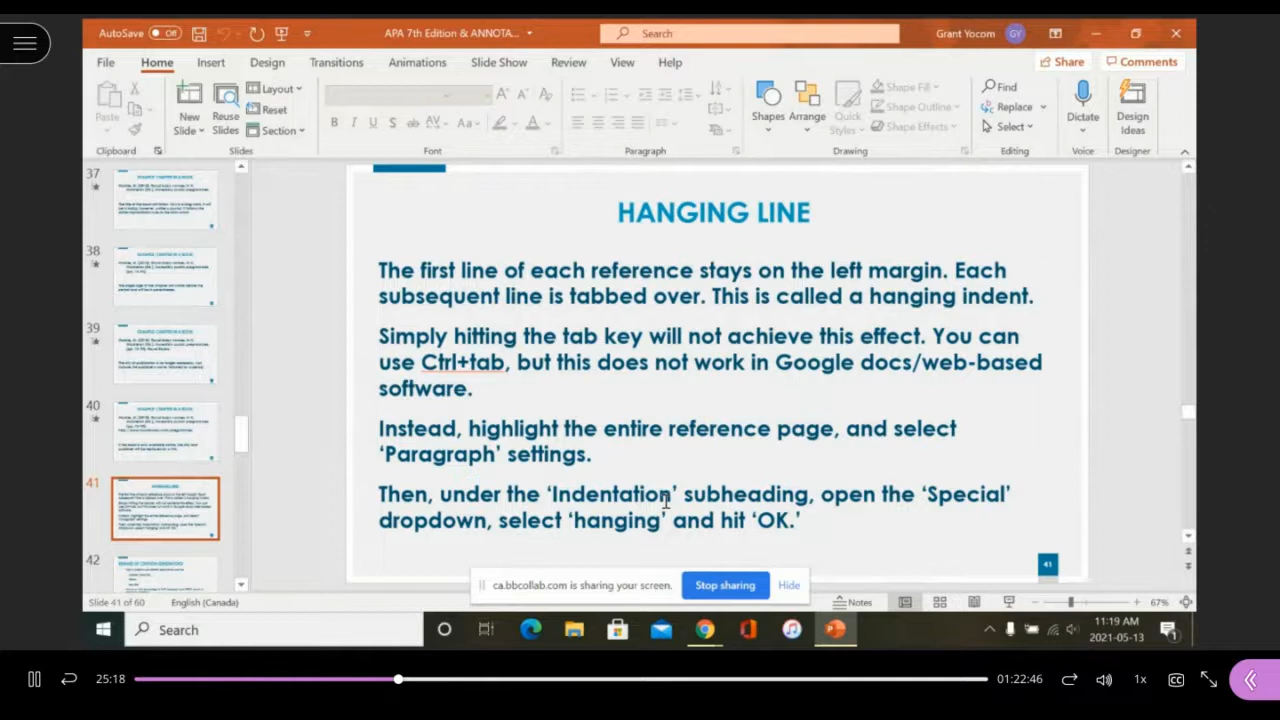 AutoSave Off
APA 7th Edition & ANNOTA...
Search
Grant Yocom GY
File Home Insert Design Transitions Animations Slide Show Review View Help
Share Comments
Paste
Clipboard
New Slide
Reuse Slides
Layout
Reset
Section
Slides
B I U S ab AV Aa A
Font
Paragraph
Shapes
Arrange
Quick Styles
Shape Fill
Shape Outline
Shape Effects
Drawing
Find
Replace
Select
Editing
Dictate
Voice
Design Ideas
Designer
37
38
39
40
41
42
HANGING LINE
The first line of each reference stays on the left margin. Each
subsequent line is tabbed over. This is called a hanging indent.
Simply hitting the tab key will not achieve this effect. You can
use Ctrl+tab, but this does not work in Google docs/web-based
software.
Instead, highlight the entire reference page, and select
‘Paragraph’ settings.
Then, under the ‘Indentation’ subheading, open the ‘Special’
dropdown, select ‘hanging’ and hit ‘OK.’
41
ca.bbcollab.com is sharing your screen. Stop sharing Hide
Slide 41 of 60 English (Canada) Notes 67%
Search
11:19 AM
2021-05-13
1
25:18 01:22:46 1x CC